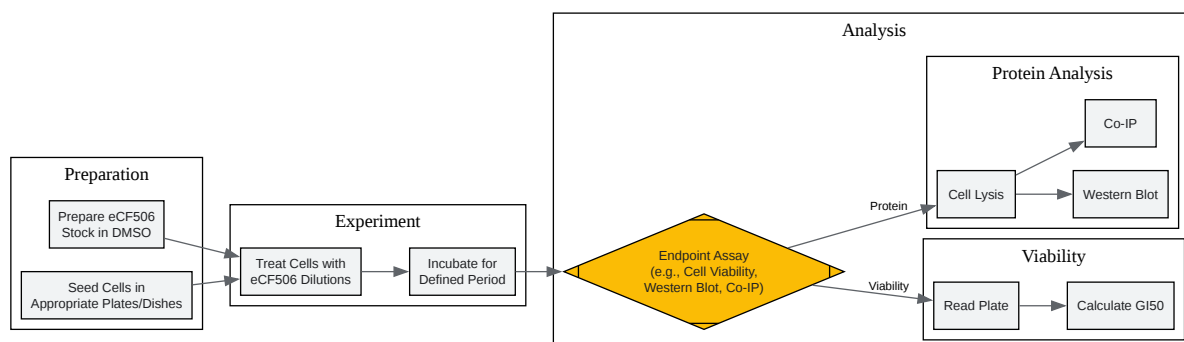 Analysis
Protein Analysis
Co-IP
Cell Lysis
Western Blot
Protein
Preparation
Prepare eCF506
Stock in DMSO
Seed Cells in
Appropriate Plates/Dishes
Experiment
Treat Cells with
eCF506 Dilutions
Incubate for
Defined Period
Endpoint Assay
(e.g., Cell Viability,
Western Blot, Co-IP)
Viability
Viability
Read Plate
Calculate GI50